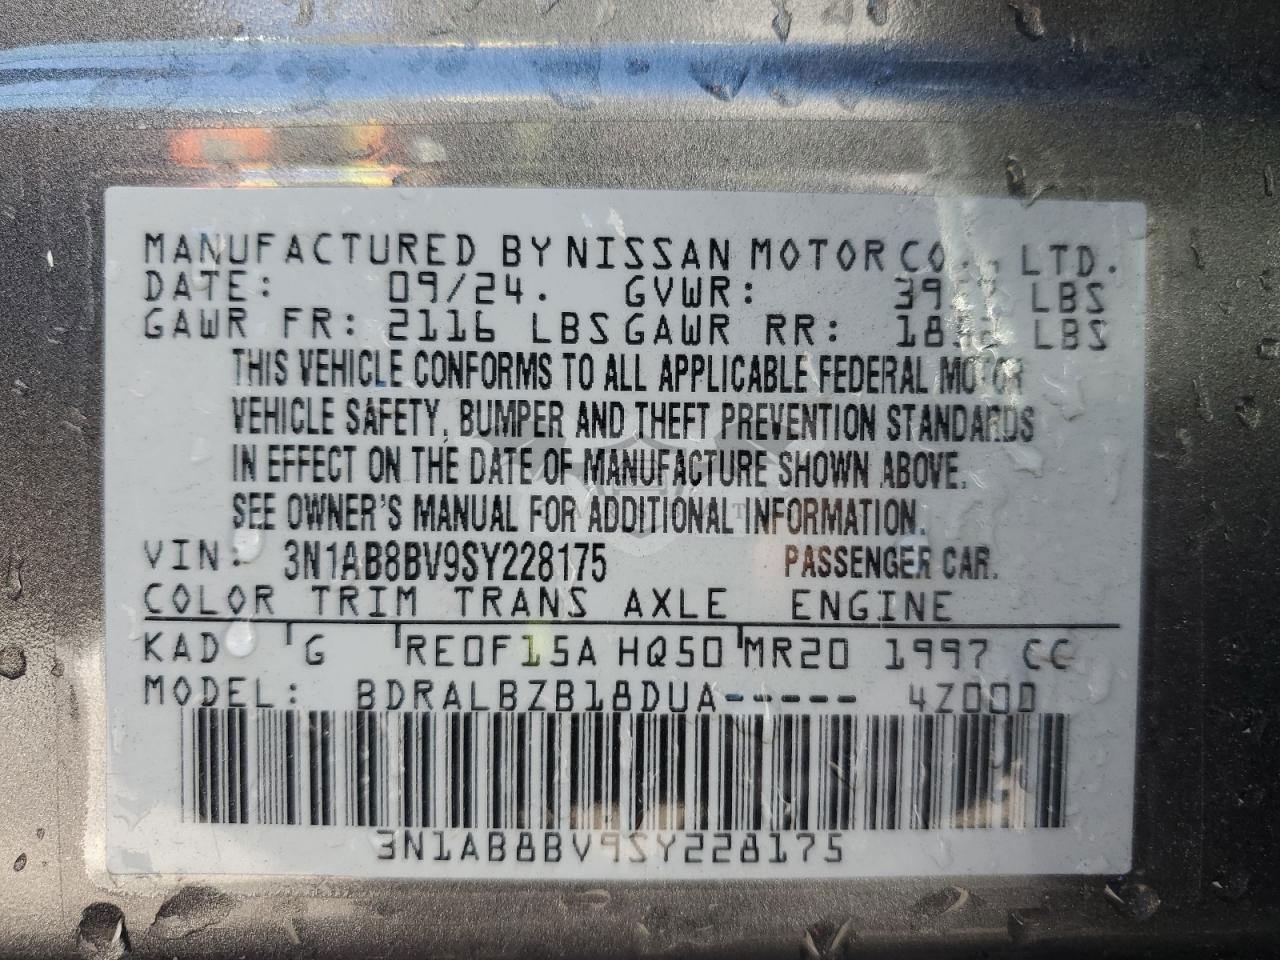 MANUFACTURED BY NISSAN MOTOR CO., LTD.
DATE: 09/24. GVWR: LBS
GAWR FR: 2116 LBS GAWR RR: LBS
THIS VEHICLE CONFORMS TO ALL APPLICABLE FEDERAL MOTOR
VEHICLE SAFETY, BUMPER AND THEFT PREVENTION STANDARDS
IN EFFECT ON THE DATE OF MANUFACTURE SHOWN ABOVE.
SEE OWNER'S MANUAL FOR ADDITIONAL INFORMATION.
VIN: 3N1AB8BV9SY228175 PASSENGER CAR.
COLOR TRIM TRANS AXLE ENGINE
KAD G RE0F15A HQ50 MR20 1997 CC
MODEL: BDRALBZB18DUA----- 4Z000
3N1AB8BV9SY228175